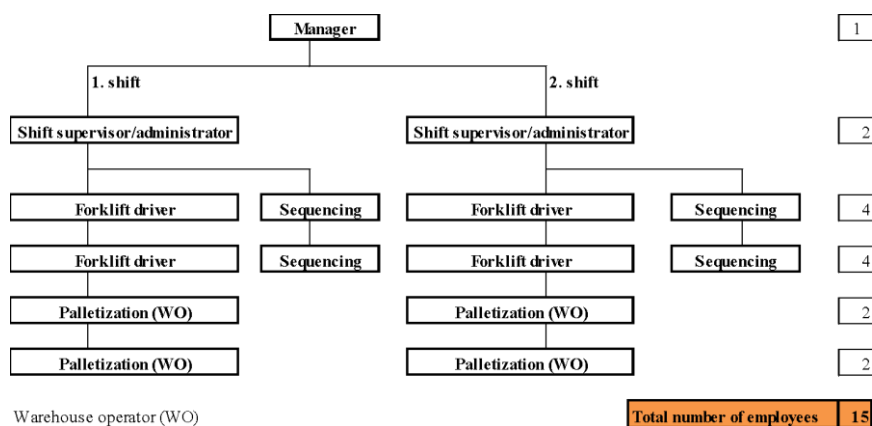 Manager 1
1. shift 2. shift
Shift supervisor/administrator Shift supervisor/administrator 2
Forklift driver Sequencing Forklift driver Sequencing 4
Forklift driver Sequencing Forklift driver Sequencing 4
Palletization (WO) Palletization (WO) 2
Palletization (WO) Palletization (WO) 2
Warehouse operator (WO) Total number of employees 15